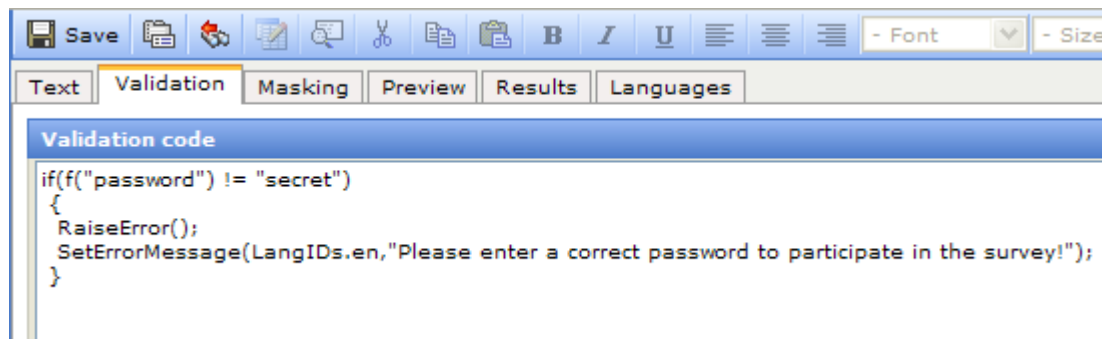 Save B I U - Font - Size
Text Validation Masking Preview Results Languages
Validation code
if(f("password") != "secret")
{
RaiseError();
SetErrorMessage(LangIDs.en,"Please enter a correct password to participate in the survey!");
}